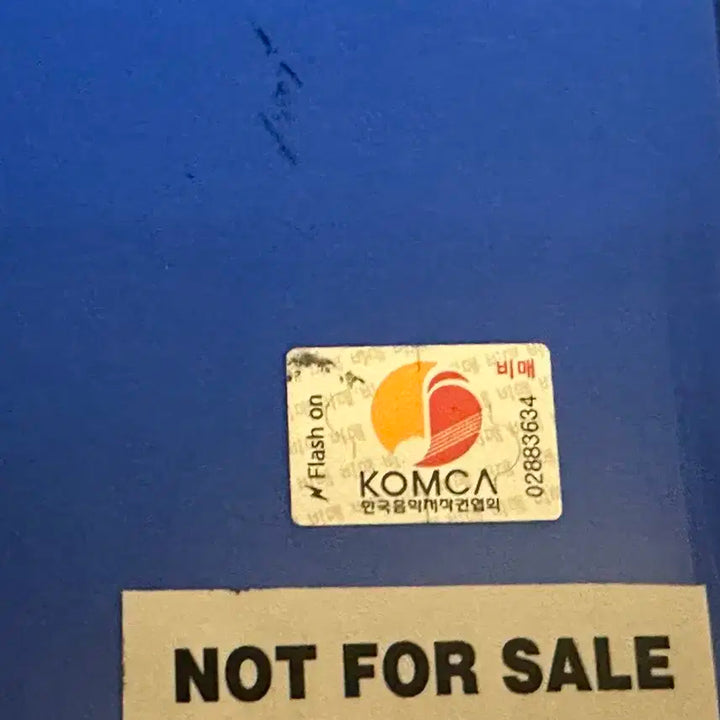 비매
Flash on
02883634
KOMCA
한국음악저작권협회
NOT FOR SALE